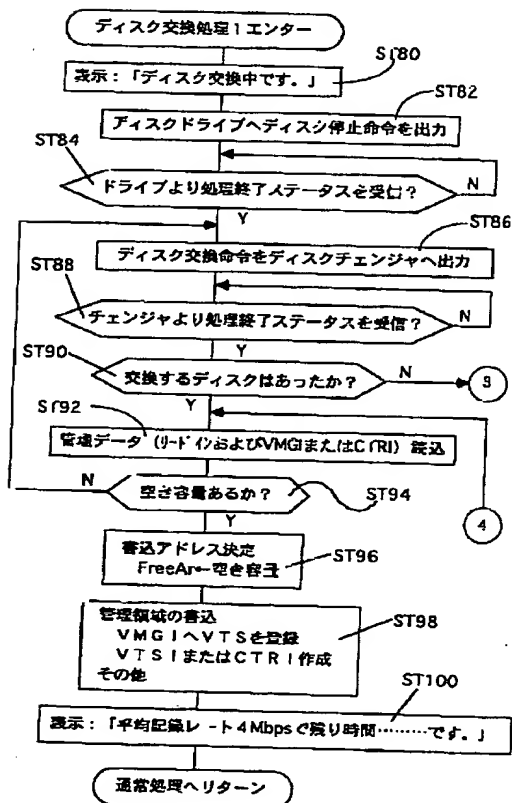 ディスク交換処理1エンター
ST80
表示：「ディスク交換中です。」
ST82
ディスクドライブへディスク停止命令を出力
ST84
ドライブより処理終了ステータスを受信？
N
Y
ST86
ディスク交換命令をディスクチェンジャへ出力
ST88
チェンジャより処理終了ステータスを受信？
N
Y
ST90
交換するディスクはあったか？
N
3
Y
ST92
管理データ（リードインおよびVMGIまたはCTRI）読込
N
空き容量あるか？
ST94
4
Y
書込アドレス決定
FreeAr←空き容量
ST96
管理領域の書込
VMGIへVTSを登録
VTSIまたはCTRI作成
その他
ST98
ST100
表示：「平均記録レート4Mbpsで残り時間………です。」
通常処理へリターン